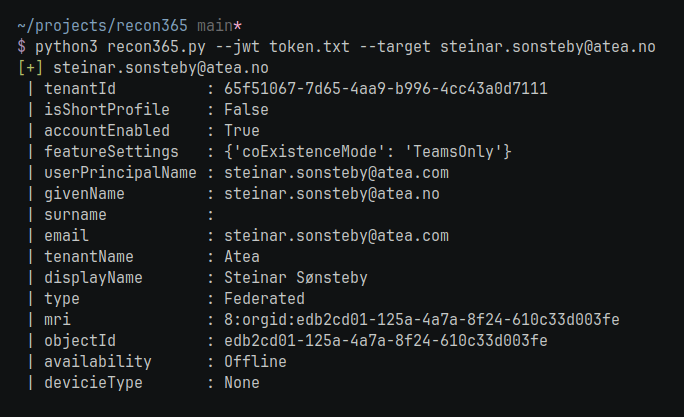 ~/projects/recon365 main*
$ python3 recon365.py --jwt token.txt --target steinar.sonsteby@atea.no
[+] steinar.sonsteby@atea.no
| tenantId : 65f51067-7d65-4aa9-b996-4cc43a0d7111
| isShortProfile : False
| accountEnabled : True
| featureSettings : {'coExistenceMode': 'TeamsOnly'}
| userPrincipalName : steinar.sonsteby@atea.com
| givenName : steinar.sonsteby@atea.no
| surname :
| email : steinar.sonsteby@atea.com
| tenantName : Atea
| displayName : Steinar Sønsteby
| type : Federated
| mri : 8:orgid:edb2cd01-125a-4a7a-8f24-610c33d003fe
| objectId : edb2cd01-125a-4a7a-8f24-610c33d003fe
| availability : Offline
| devicieType : None